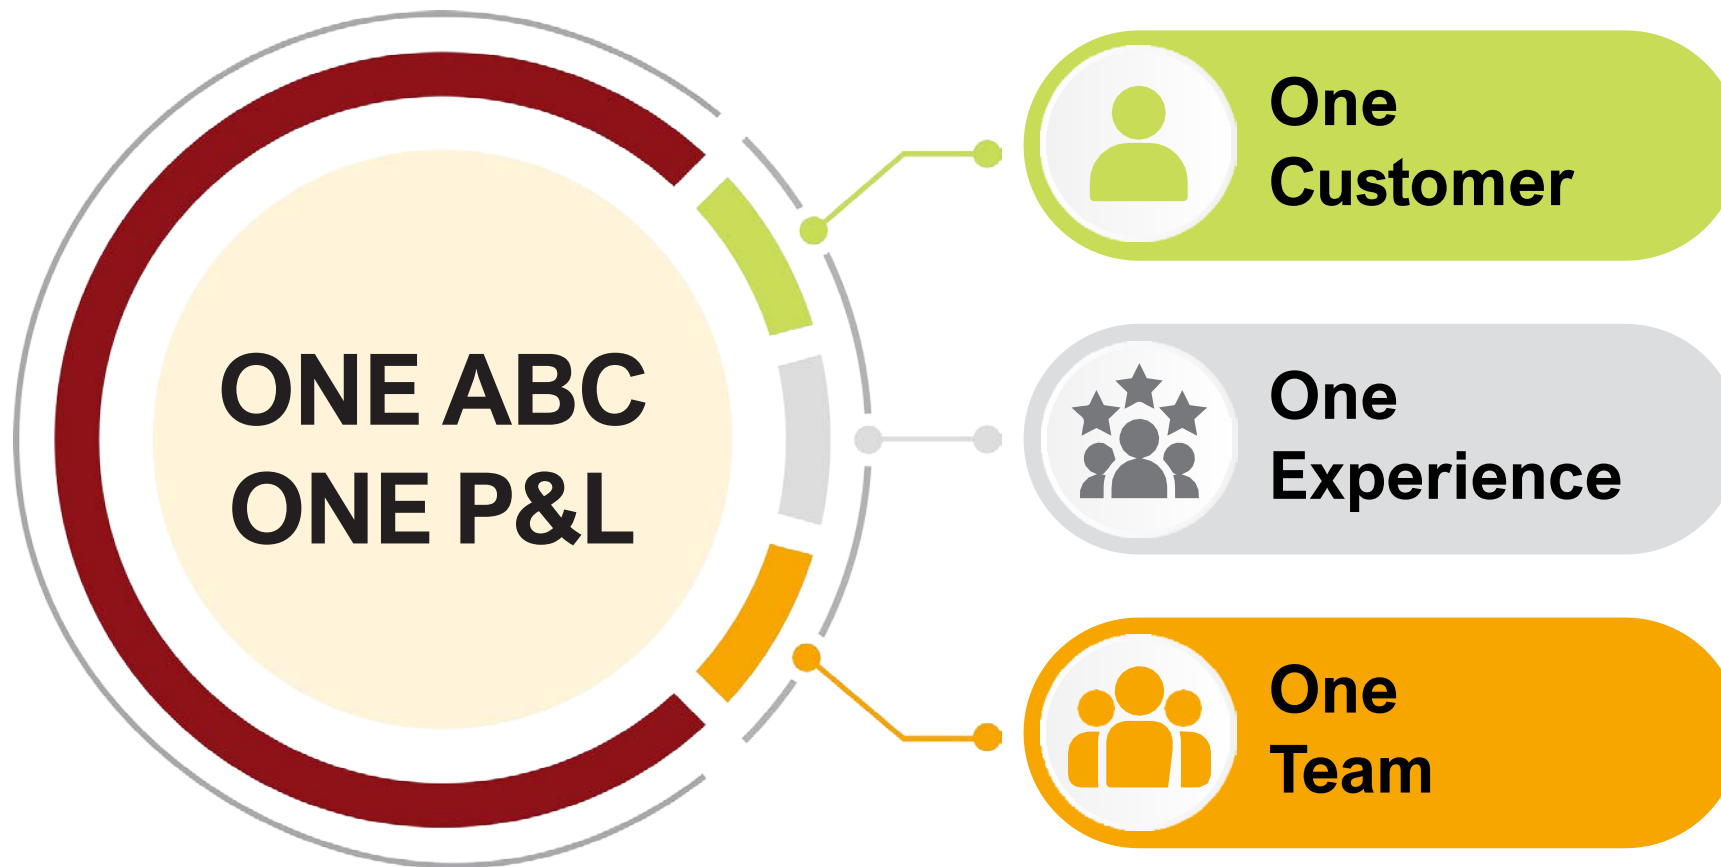 ONE ABC
ONE P&L
One
Customer
One
Experience
One
Team